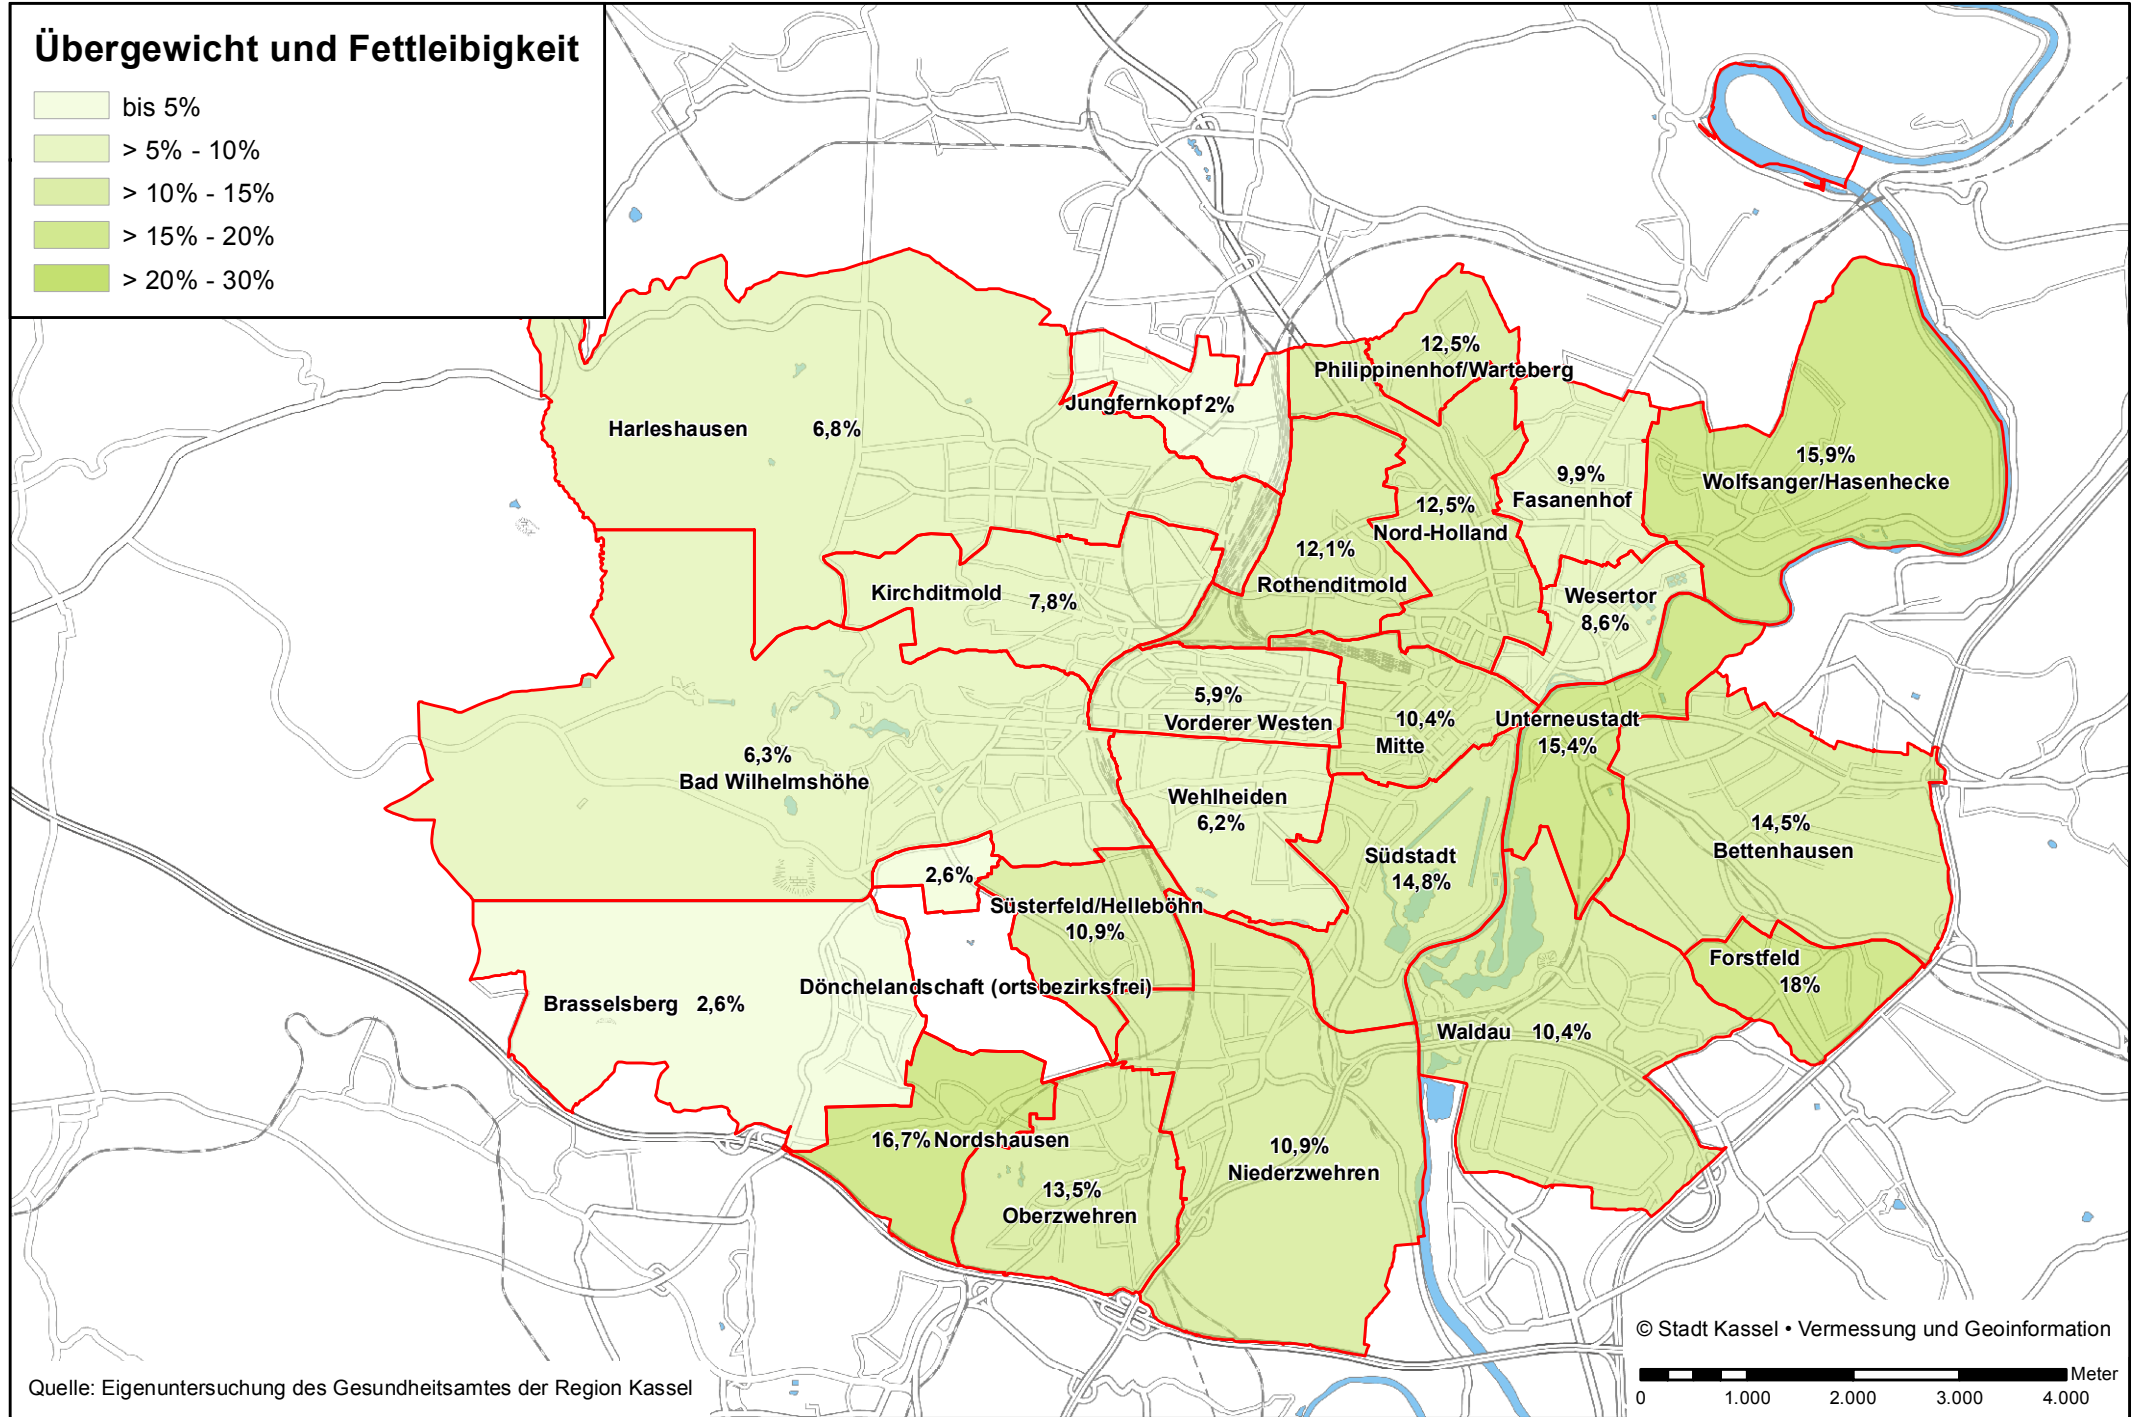 Übergewicht und Fettleibigkeit
bis 5%
> 5% - 10%
> 10% - 15%
> 15% - 20%
> 20% - 30%
12,5%
Philippinenhof/Warteberg
Jungfernkopf 2%
Harleshausen 6,8%
15,9%
Wolfsanger/Hasenhecke
9,9%
Fasanenhof
12,5%
Nord-Holland
12,1%
Rothenditmold
Kirchditmold 7,8%
Wesertor
8,6%
5,9%
Vorderer Westen
10,4%
Mitte
Unterneustadt
15,4%
6,3%
Bad Wilhelmshöhe
Wehlheiden
6,2%
14,5%
Bettenhausen
Südstadt
14,8%
2,6%
Süsterfeld/Helleböhn
10,9%
Forstfeld
18%
Dönchelandschaft (ortsbezirksfrei)
Brasselsberg 2,6%
Waldau 10,4%
16,7% Nordshausen
10,9%
Niederzwehren
13,5%
Oberzwehren
© Stadt Kassel • Vermessung und Geoinformation
Meter
0 1.000 2.000 3.000 4.000
Quelle: Eigenuntersuchung des Gesundheitsamtes der Region Kassel